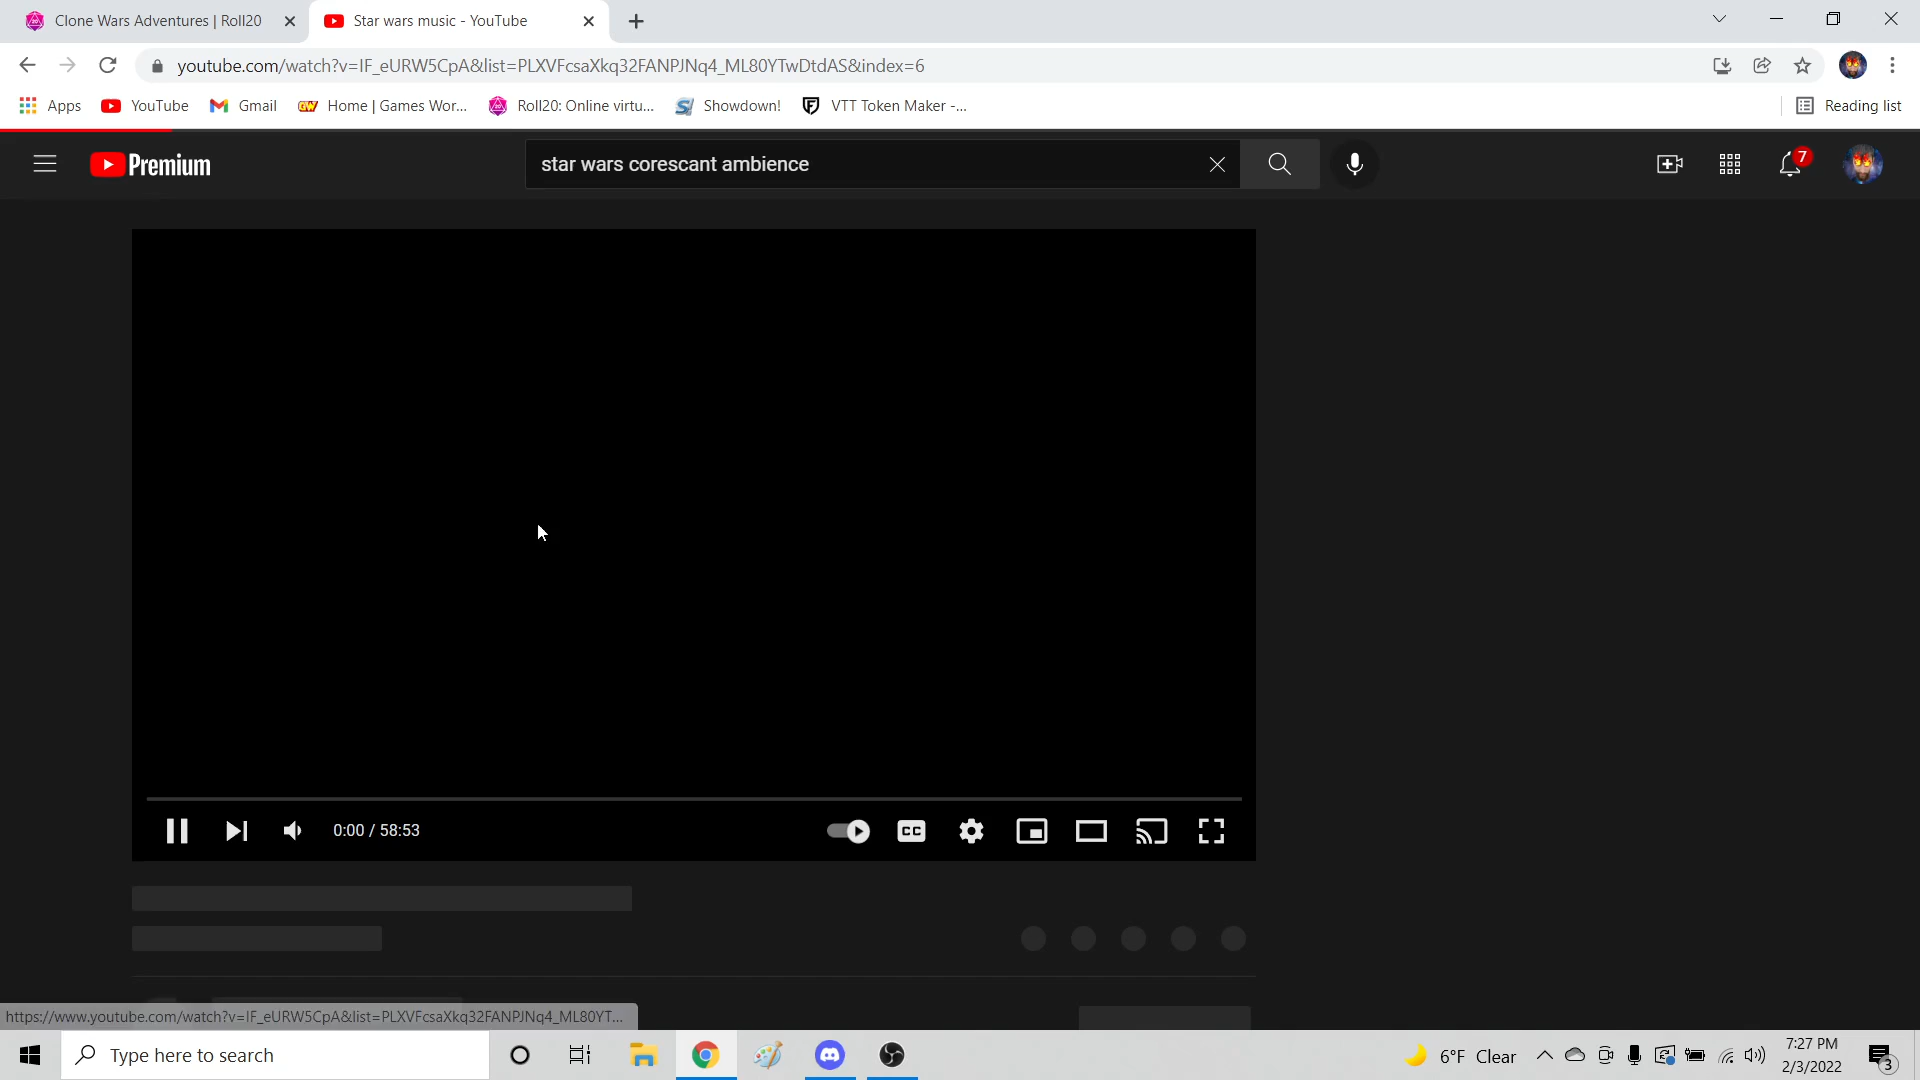 Clone Wars Adventures | Roll20
Star wars music - YouTube
youtube.com/watch?v=IF_eURW5CpA&list=PLXVFcsaXkq32FANPJNq4_ML80YTwDtdAS&index=6
Apps
YouTube
Gmail
Home | Games Wor...
Roll20: Online virtu...
Showdown!
VTT Token Maker -...
Reading list
Premium
star wars corescant ambience
7
0:00 / 58:53
CC
https://www.youtube.com/watch?v=IF_eURW5CpA&list=PLXVFcsaXkq32FANPJNq4_ML80YT...
Type here to search
6°F Clear
7:27 PM
2/3/2022
3